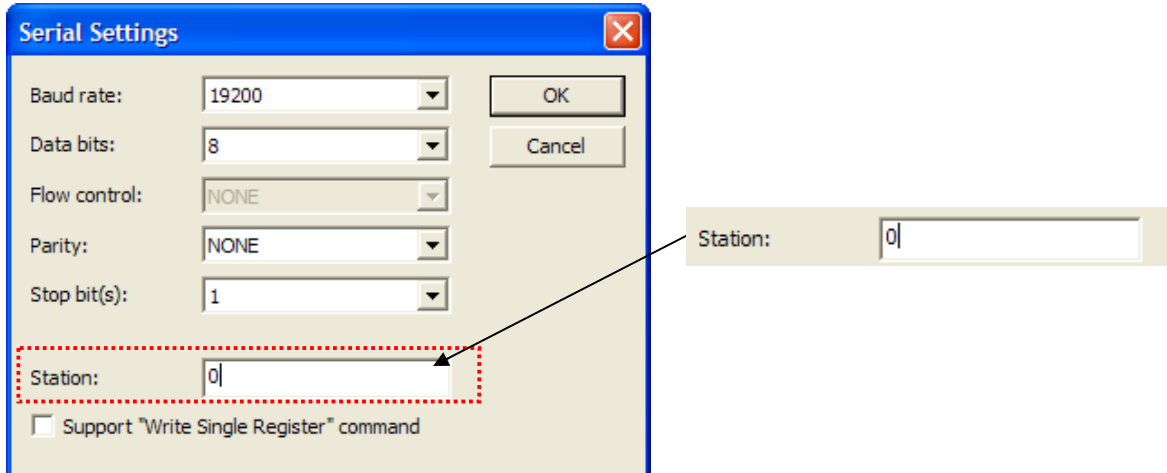 Serial Settings
Baud rate: 19200 OK
Data bits: 8 Cancel
Flow control: NONE
Parity: NONE
Stop bit(s): 1
Station: 0
Support "Write Single Register" command
Station: 0